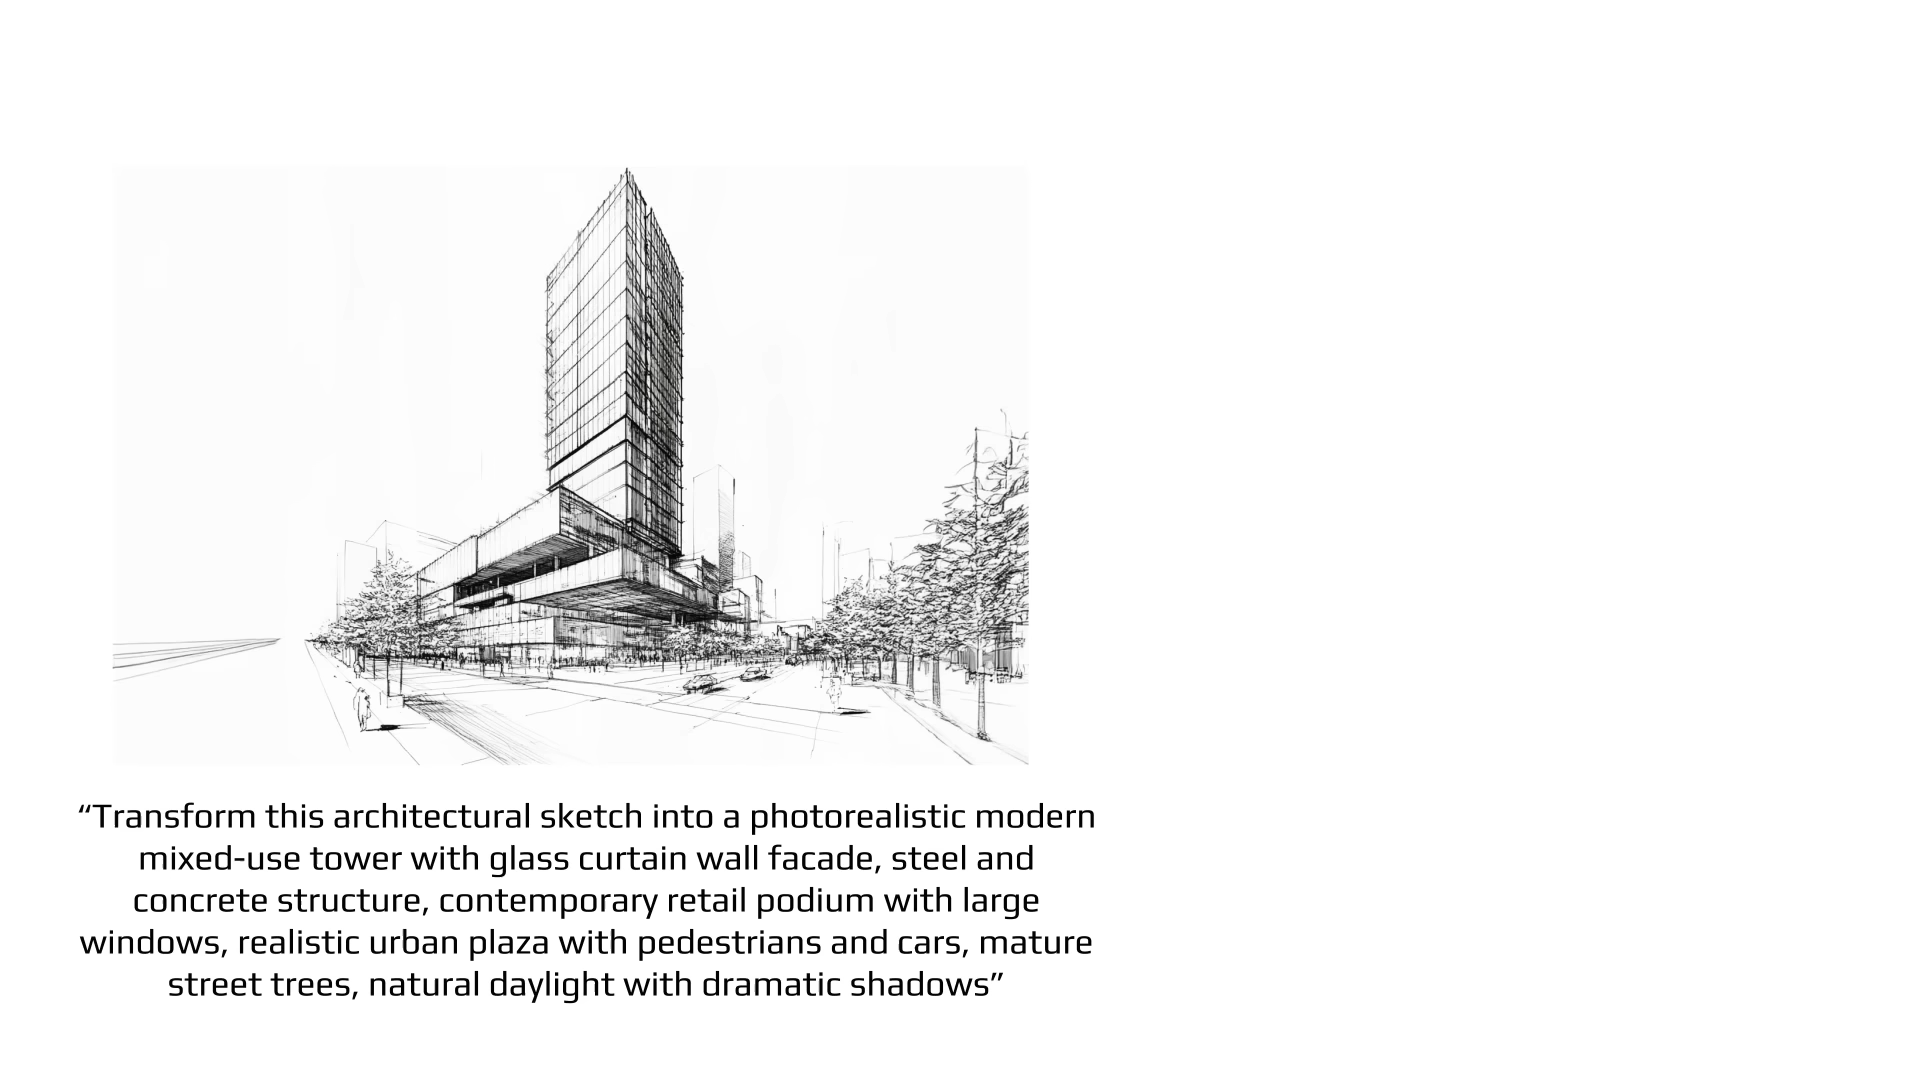 “Transform this architectural sketch into a photorealistic modern
mixed-use tower with glass curtain wall facade, steel and
concrete structure, contemporary retail podium with large
windows, realistic urban plaza with pedestrians and cars, mature
street trees, natural daylight with dramatic shadows”